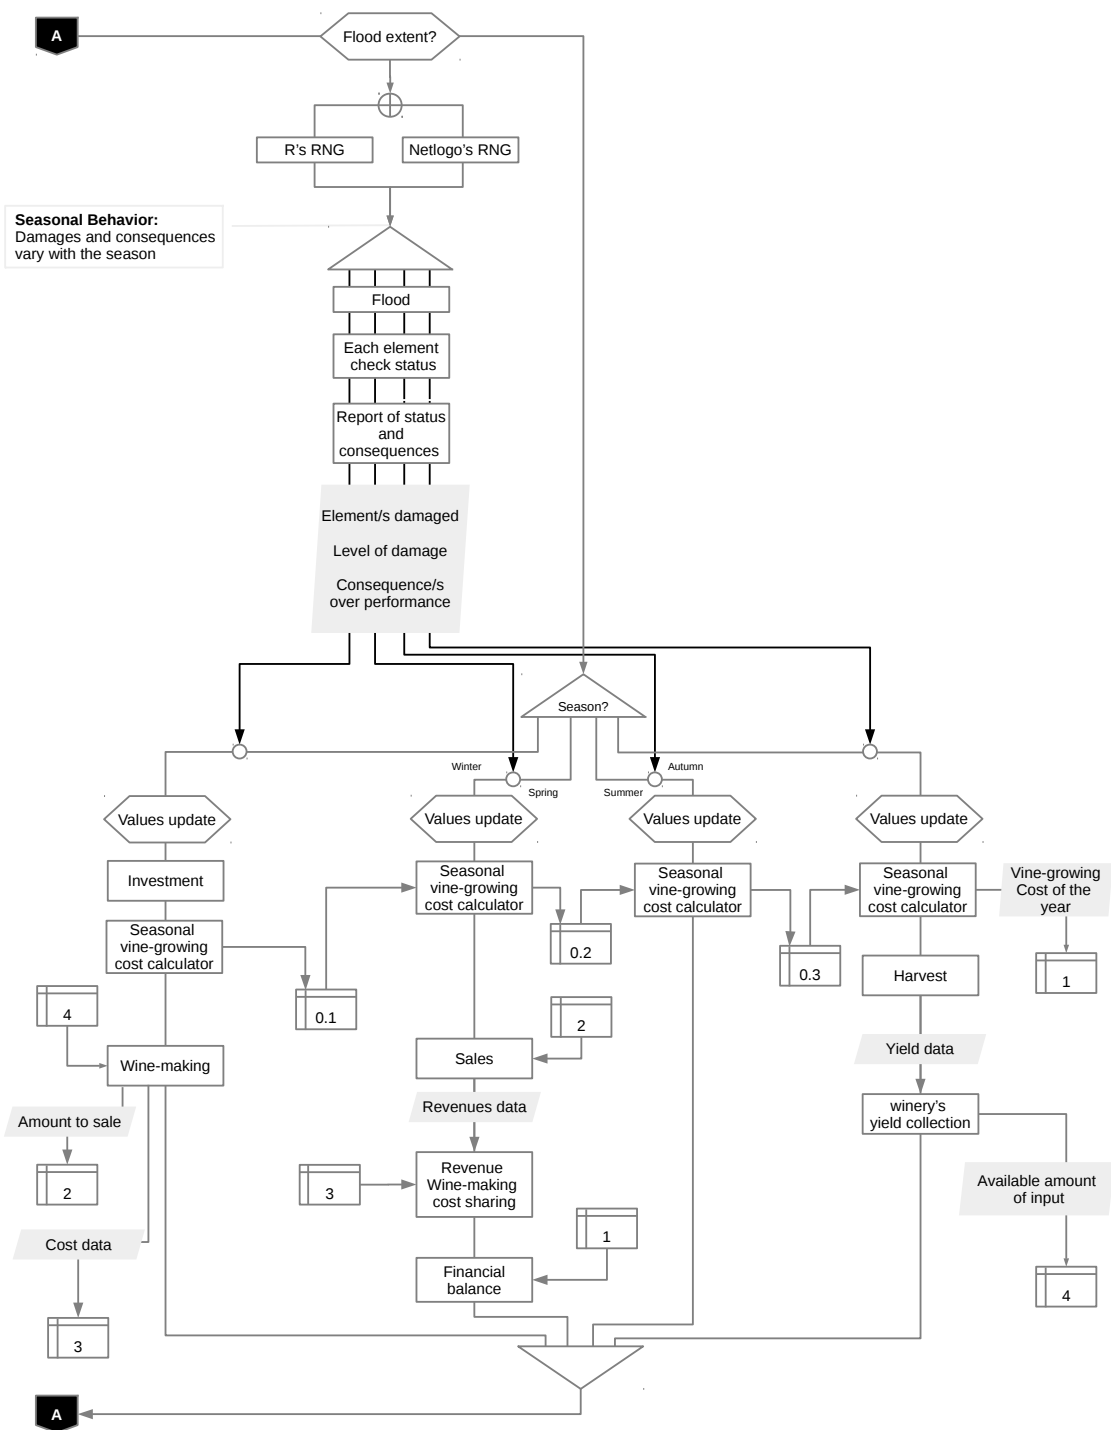 A
Flood extent?
R's RNG
Netlogo's RNG
Seasonal Behavior:
Damages and consequences
vary with the season
Flood
Each element
check status
Report of status
and
consequences
Element/s damaged
Level of damage
Consequence/s
over performance
Season?
Winter
Spring
Summer
Autumn
Values update
Values update
Values update
Values update
Investment
Seasonal
vine-growing
cost calculator
Seasonal
vine-growing
cost calculator
Seasonal
vine-growing
cost calculator
Seasonal
vine-growing
cost calculator
Vine-growing
Cost of the
year
0.1
0.2
0.3
1
Harvest
4
Wine-making
2
Sales
Yield data
Amount to sale
Revenues data
winery's
yield collection
2
3
Revenue
Wine-making
cost sharing
Available amount
of input
Cost data
1
Financial
balance
4
3
A